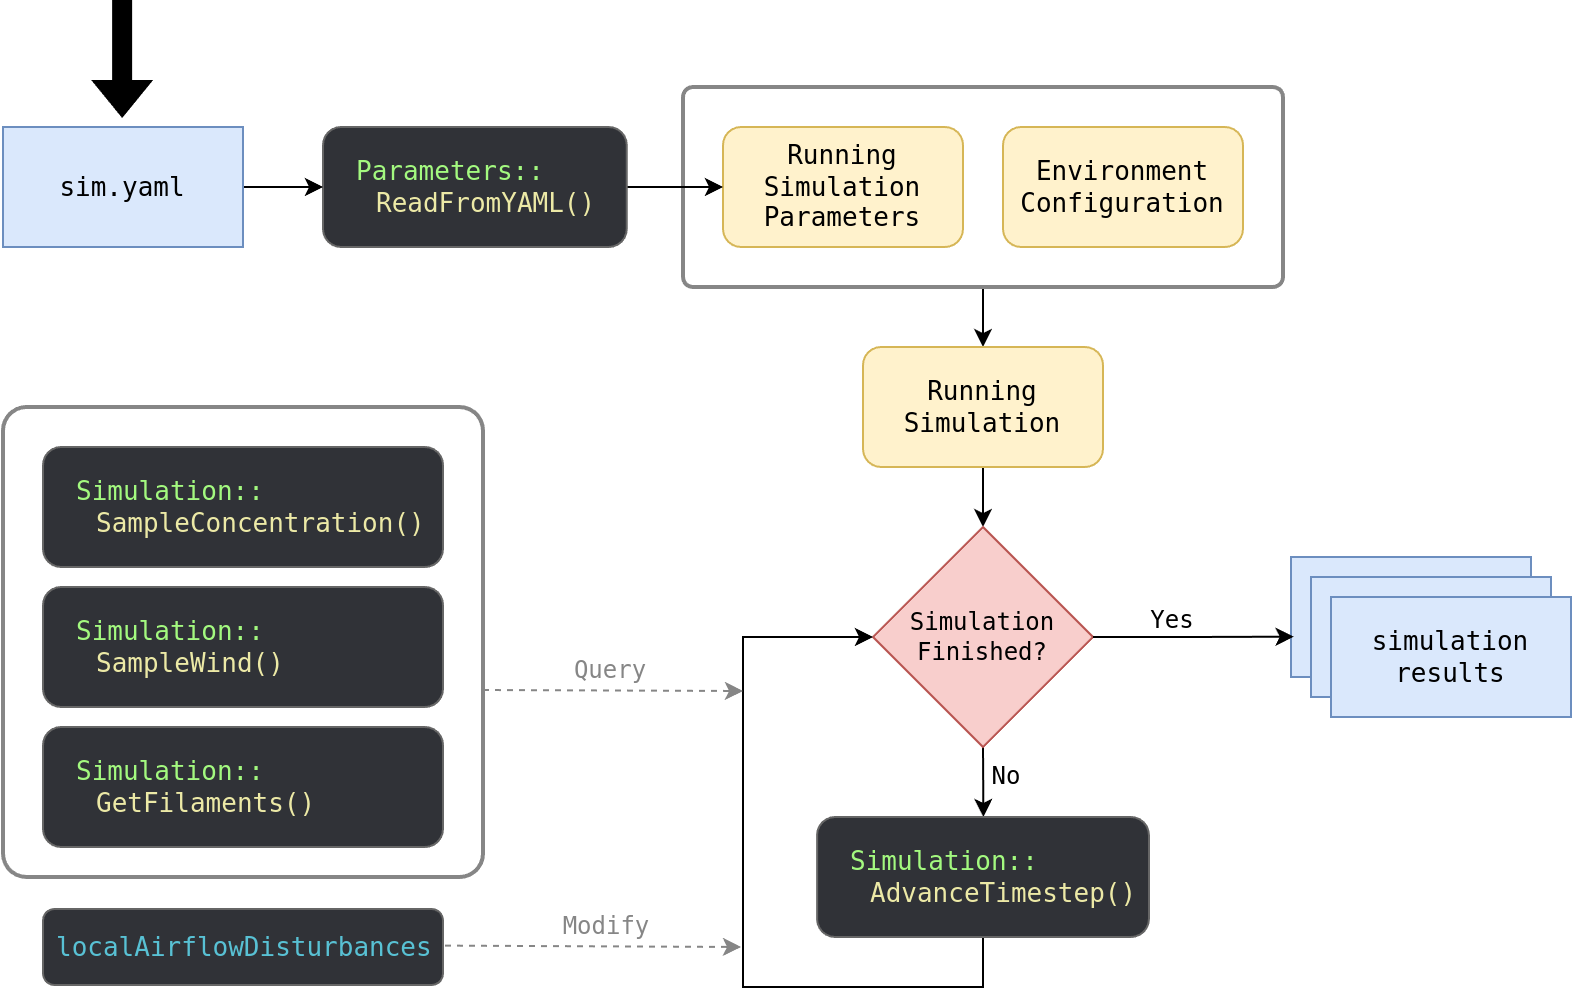 sim.yaml
Parameters::
ReadFromYAML()
Running
Simulation
Parameters
Environment
Configuration
Running
Simulation
Simulation::
SampleConcentration()
Simulation::
SampleWind()
Simulation::
GetFilaments()
localAirflowDisturbances
Query
Modify
Simulation
Finished?
Yes
No
simulation
results
Simulation::
AdvanceTimestep()